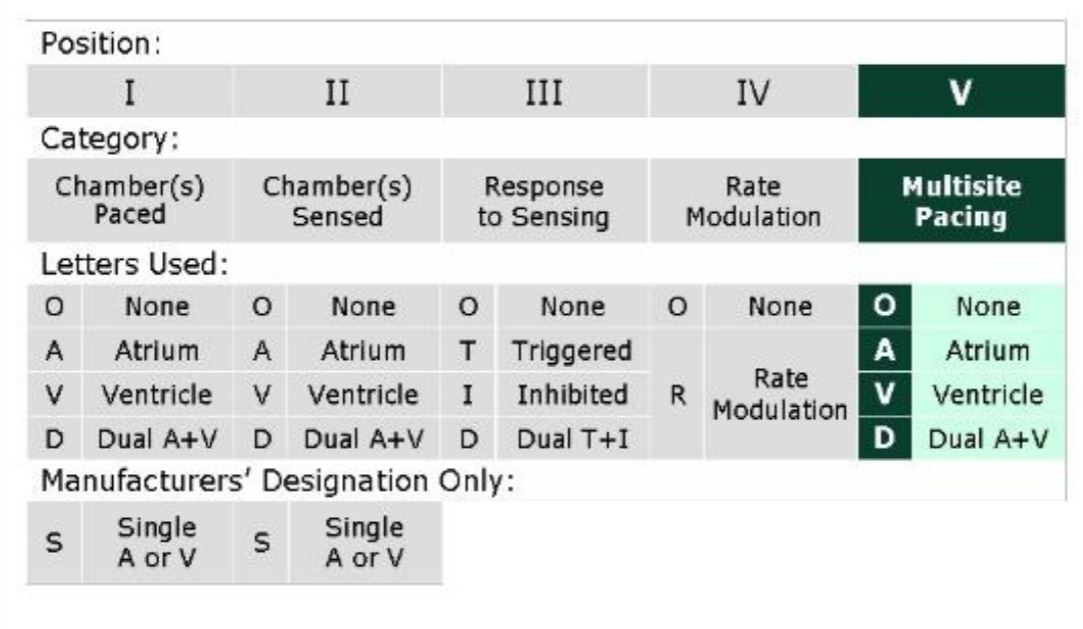 Position:
I II III IV V
Category:
Chamber(s) Paced Chamber(s) Sensed Response to Sensing Rate Modulation Multisite Pacing
Letters Used:
O None O None O None O None O None
A Atrium A Atrium T Triggered R Rate Modulation A Atrium
V Ventricle V Ventricle I Inhibited V Ventricle
D Dual A+V D Dual A+V D Dual T+I D Dual A+V
Manufacturers' Designation Only:
S Single A or V S Single A or V